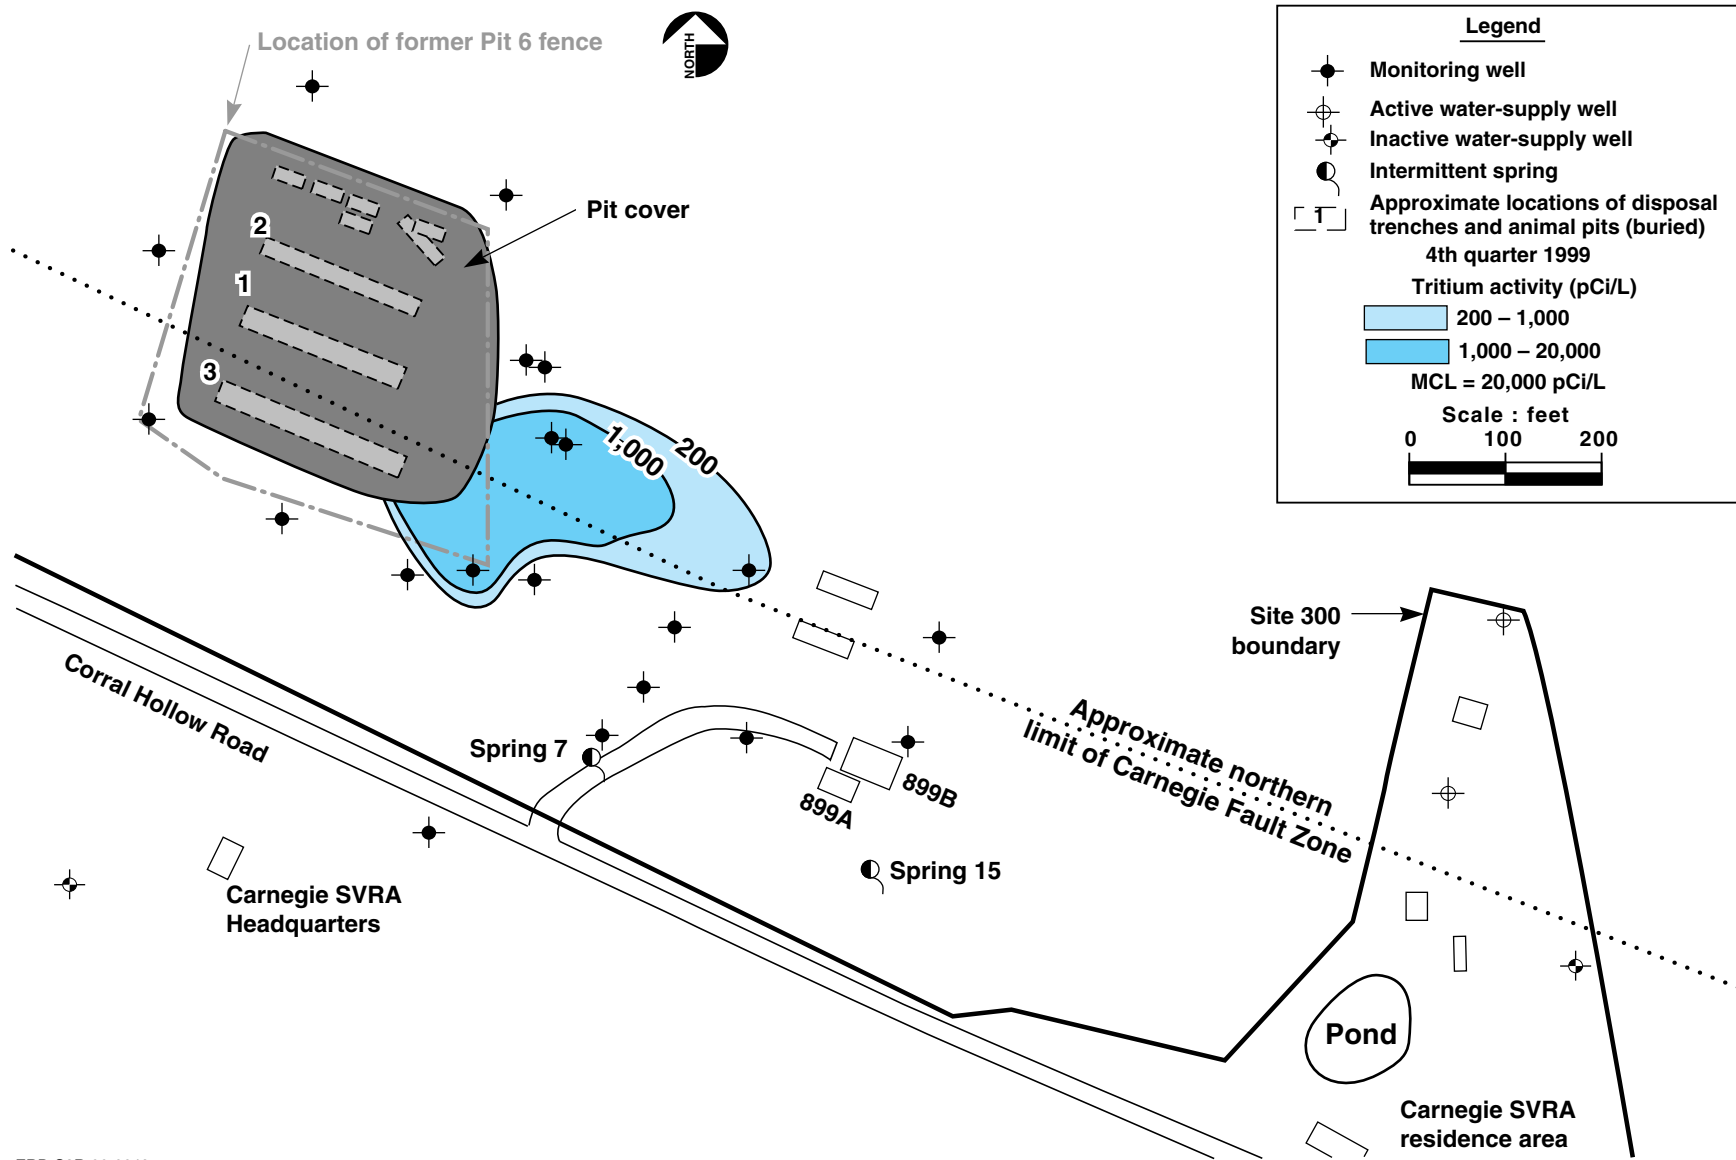 Location of former Pit 6 fence
NORTH
Legend
Monitoring well
Active water-supply well
Inactive water-supply well
Intermittent spring
1
Approximate locations of disposal
trenches and animal pits (buried)
4th quarter 1999
Tritium activity (pCi/L)
200 – 1,000
1,000 – 20,000
MCL = 20,000 pCi/L
Scale : feet
0 100 200
Pit cover
2
1
3
1,000
200
Site 300
boundary
Corral Hollow Road
Approximate northern
limit of Carnegie Fault Zone
Spring 7
899B
899A
Spring 15
Carnegie SVRA
Headquarters
Pond
Carnegie SVRA
residence area